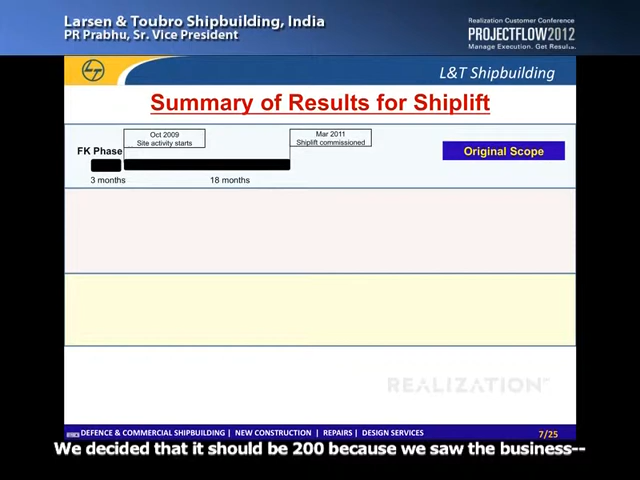 Larsen & Toubro Shipbuilding, India
PR Prabhu, Sr. Vice President
Realization Customer Conference
PROJECTFLOW2012
Manage Execution. Get Results.
L&T Shipbuilding
Summary of Results for Shiplift
Oct 2009
Site activity starts
Mar 2011
Shiplift commissioned
FK Phase
Original Scope
3 months
18 months
REALIZATION
DEFENCE & COMMERCIAL SHIPBUILDING | NEW CONSTRUCTION | REPAIRS | DESIGN SERVICES
7/25
We decided that it should be 200 because we saw the business--